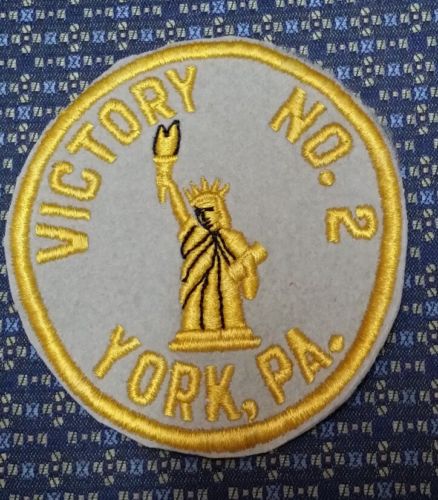 VICTORY NO. 2
YORK, PA.